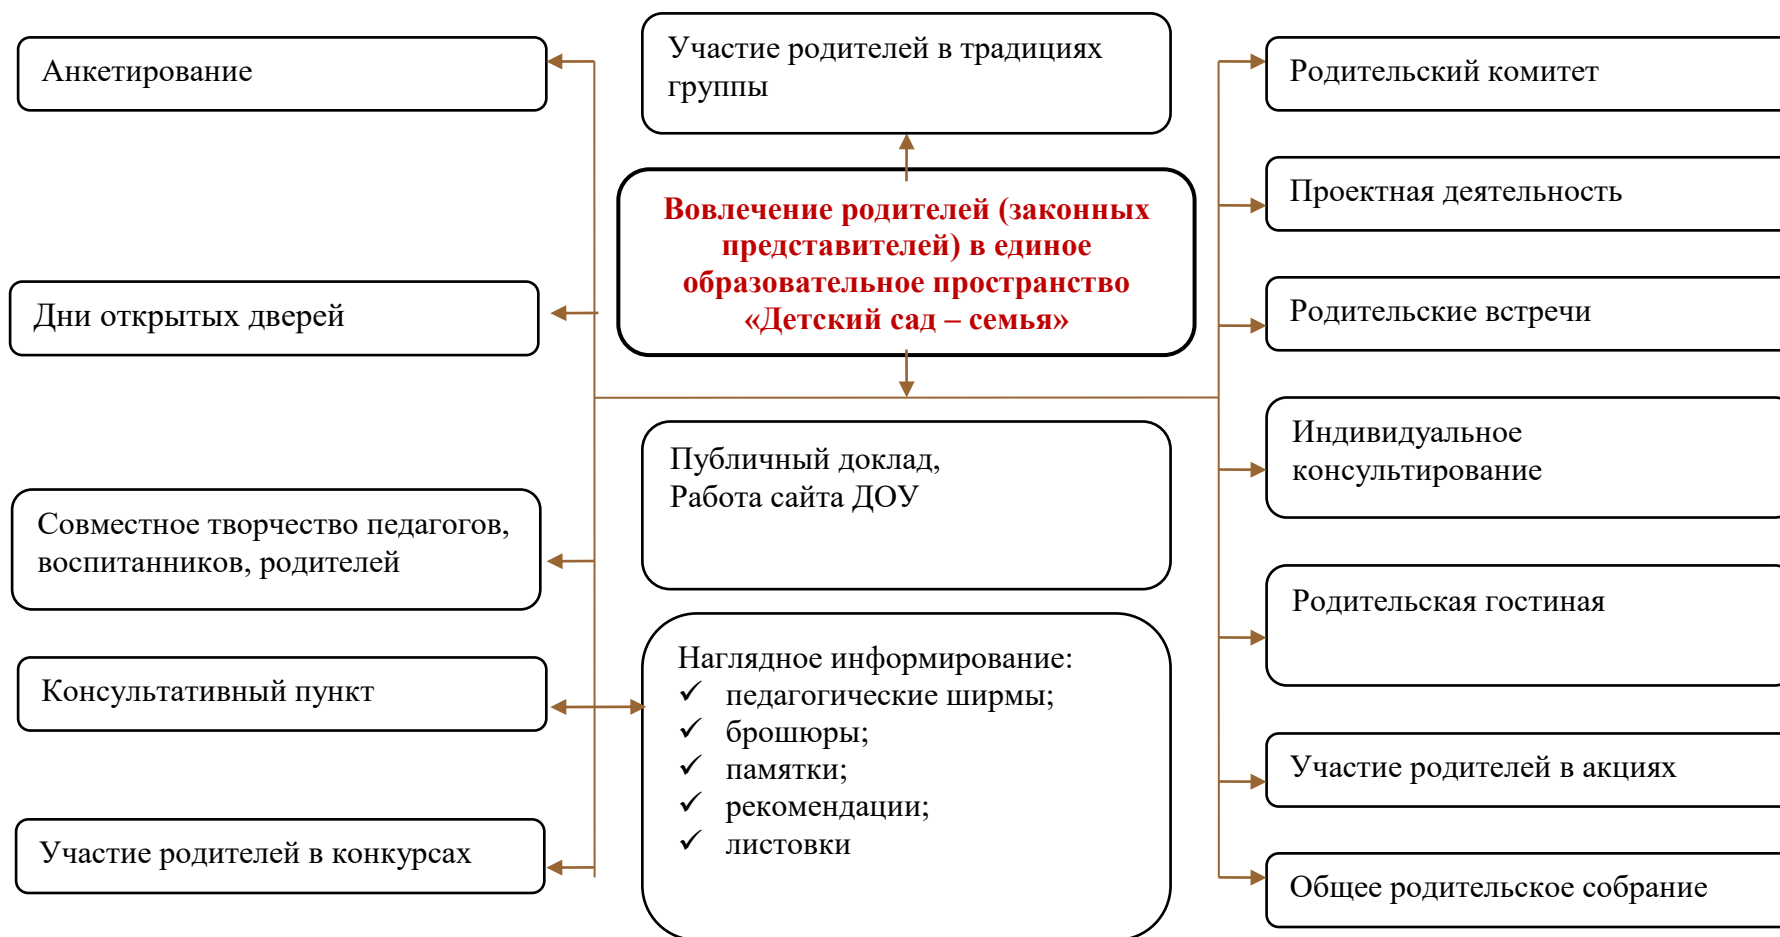 Анкетирование
Дни открытых дверей
Совместное творчество педагогов,
воспитанников, родителей
Консультативный пункт
Участие родителей в конкурсах
Участие родителей в традициях
группы
Вовлечение родителей (законных
представителей) в единое
образовательное пространство
«Детский сад – семья»
Публичный доклад,
Работа сайта ДОУ
Наглядное информирование:
✓ педагогические ширмы;
✓ брошюры;
✓ памятки;
✓ рекомендации;
✓ листовки
Родительский комитет
Проектная деятельность
Родительские встречи
Индивидуальное
консультирование
Родительская гостиная
Участие родителей в акциях
Общее родительское собрание